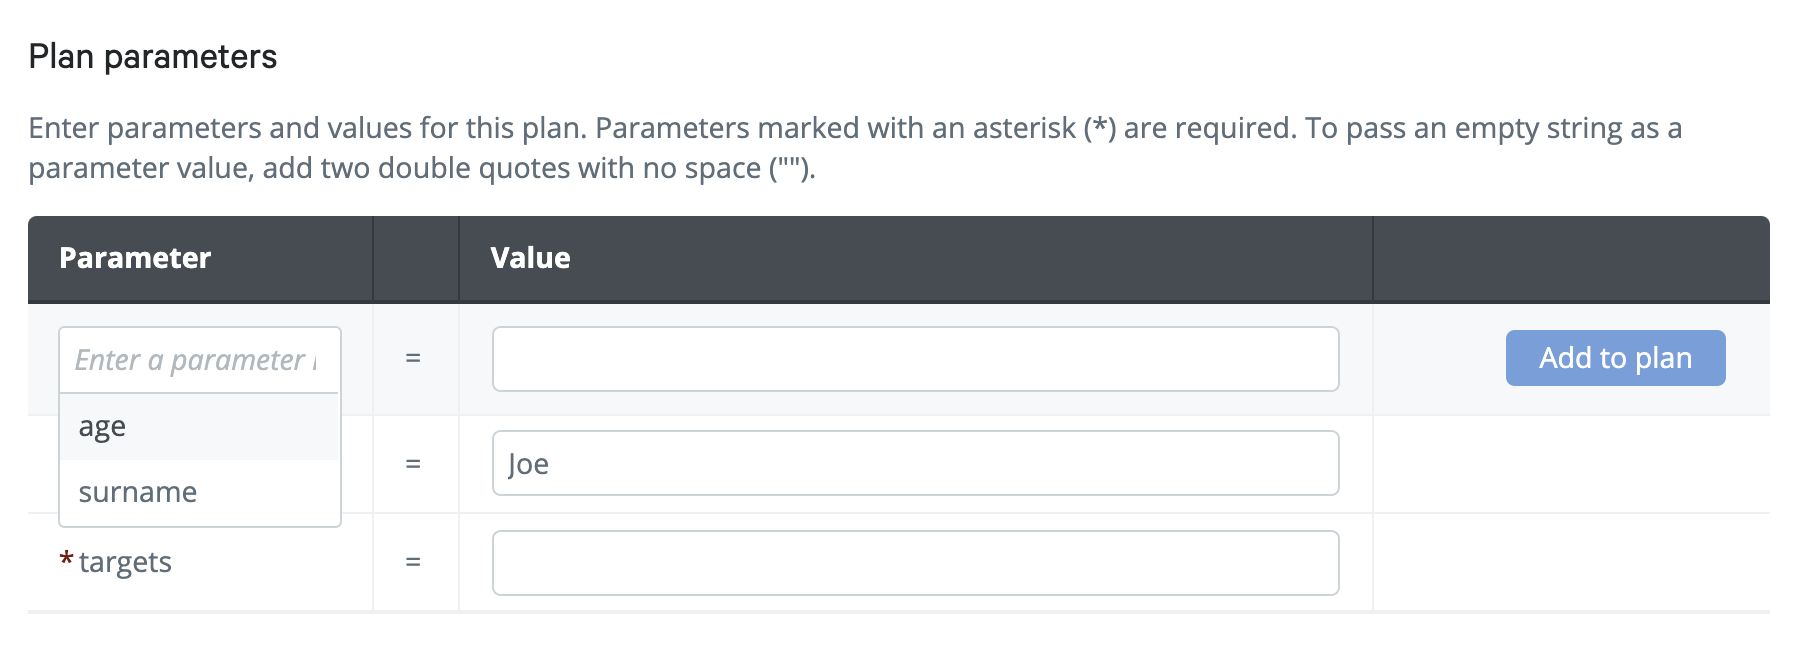 Plan parameters
Enter parameters and values for this plan. Parameters marked with an asterisk (*) are required. To pass an empty string as a
parameter value, add two double quotes with no space ("").
Parameter Value
Enter a parameter = Add to plan
age
= Joe
surname
* targets =